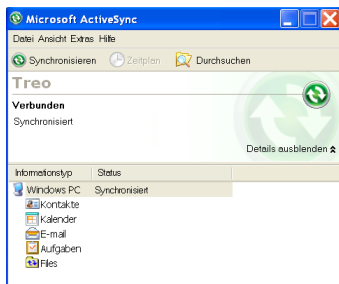 Microsoft ActiveSync
Datei Ansicht Extras Hilfe
Synchronisieren Zeitplan Durchsuchen
Treo
Verbunden
Synchronisiert
Details ausblenden
Informationstyp Status
Windows PC Synchronisiert
Kontakte
Kalender
E-mail
Aufgaben
Files